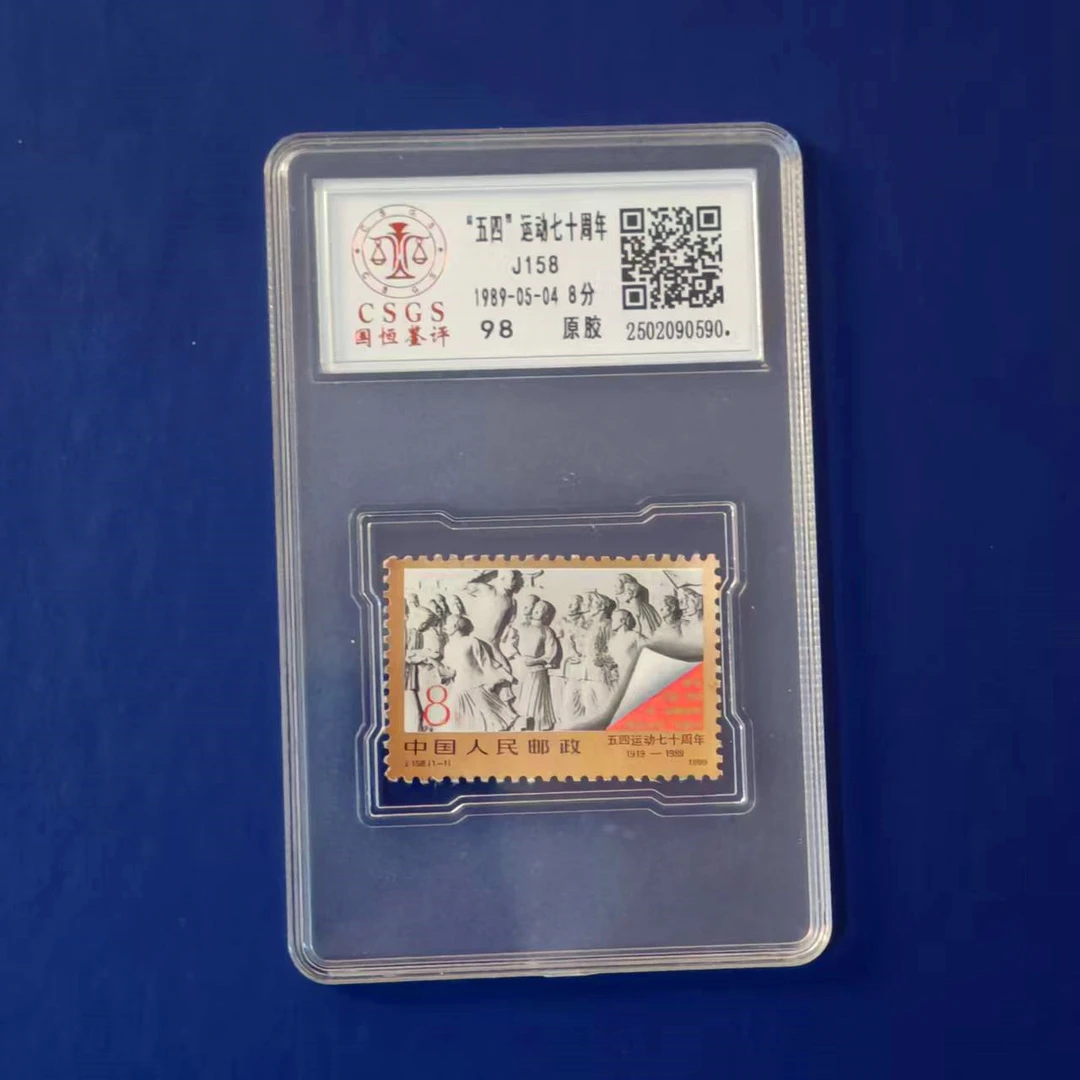 CSGS
国恒鉴评
"五四"运动七十周年
J158
1989-05-04 8分
98 原胶
2502090590.
8
中国人民邮政
J.158.(1-1)
五四运动七十周年
1919-1989
1989